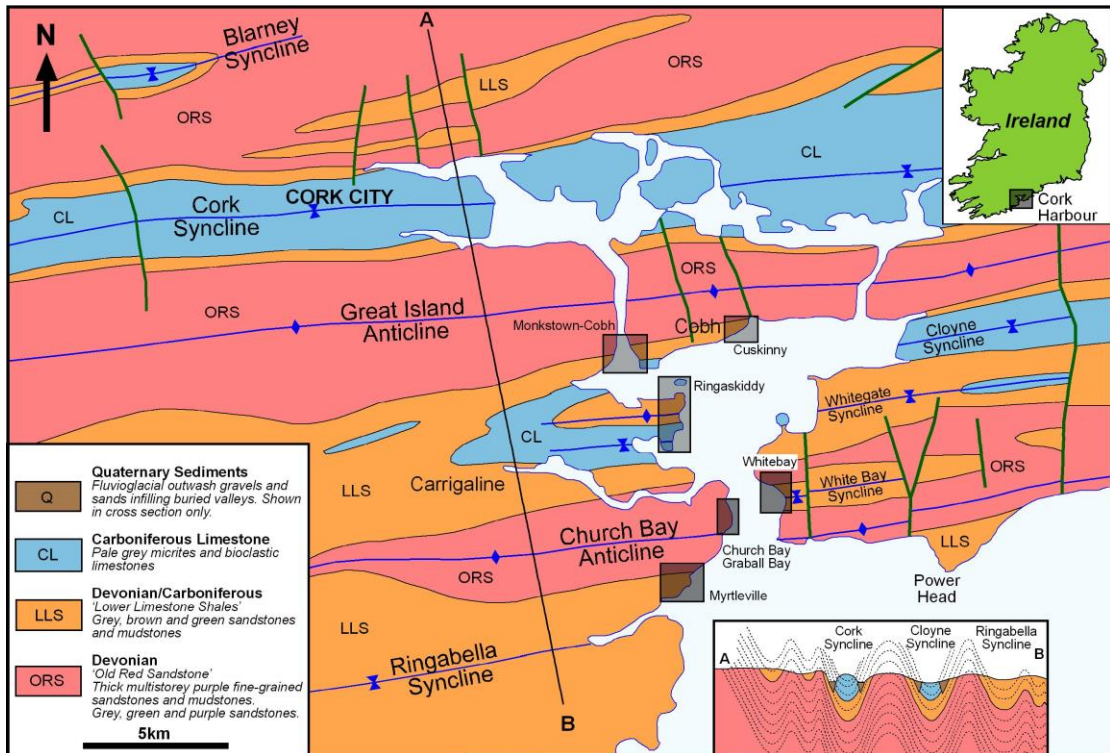 A
N
Blarney
Syncline
ORS
LLS
ORS
Ireland
Cork
Harbour
CL
CORK CITY
CL
Cork
Syncline
ORS
ORS
Great Island
Anticline
Monkstown-Cobh
Cobh
Cuskinny
Cloyne
Syncline
Ringaskiddy
Whitegate
Syncline
CL
Whitebay
ORS
White Bay
Syncline
LLS
Carrigaline
Church Bay
Anticline
ORS
Church Bay
Graball Bay
LLS
Power
Head
Myrtleville
LLS
Ringabella
Syncline
B
Quaternary Sediments
Q
Fluvioglacial outwash gravels and
sands infilling buried valleys. Shown
in cross section only.
Carboniferous Limestone
CL
Pale grey micrites and bioclastic
limestones
Devonian/Carboniferous
LLS
'Lower Limestone Shales'
Grey, brown and green sandstones
and mudstones
Devonian
ORS
'Old Red Sandstone'
Thick multistorey purple fine-grained
sandstones and mudstones.
Grey, green and purple sandstones.
5km
Cork
Syncline
Cloyne
Syncline
Ringabella
Syncline
A
B